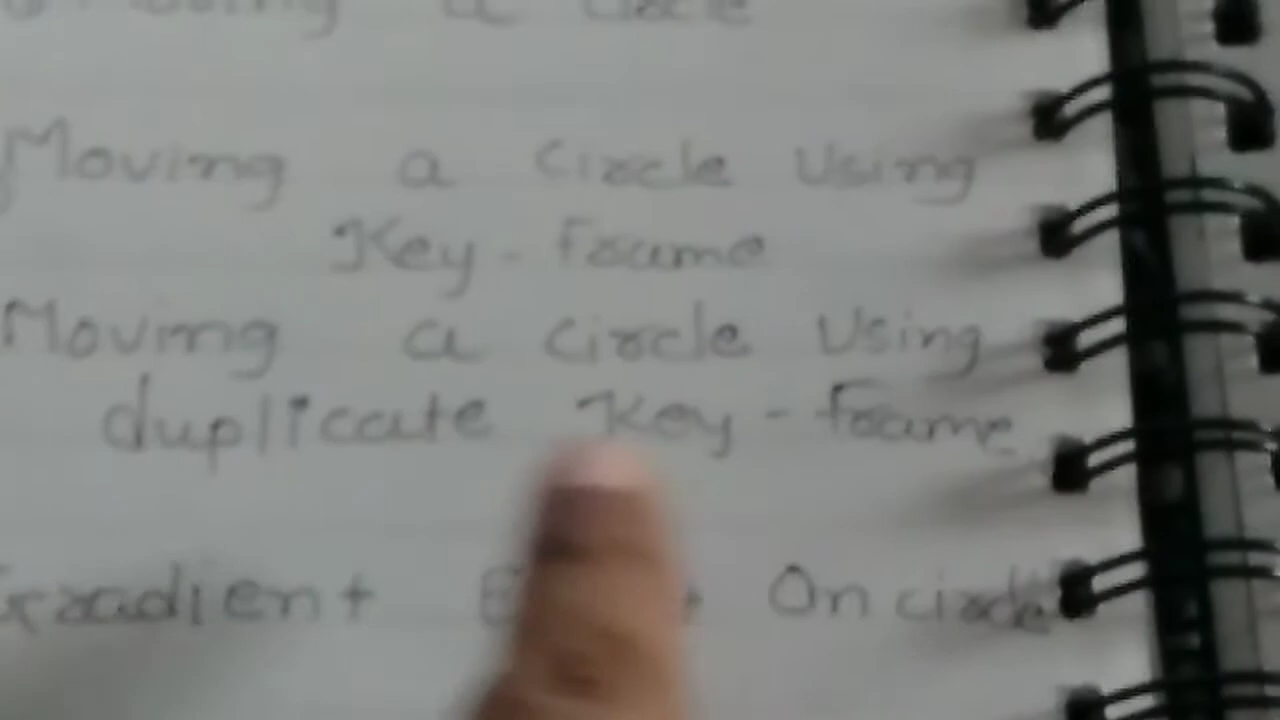 a
Moving a Circle Using
Key - Frame
Moving a circle Using
duplicate Key - frame
Gradient On circle